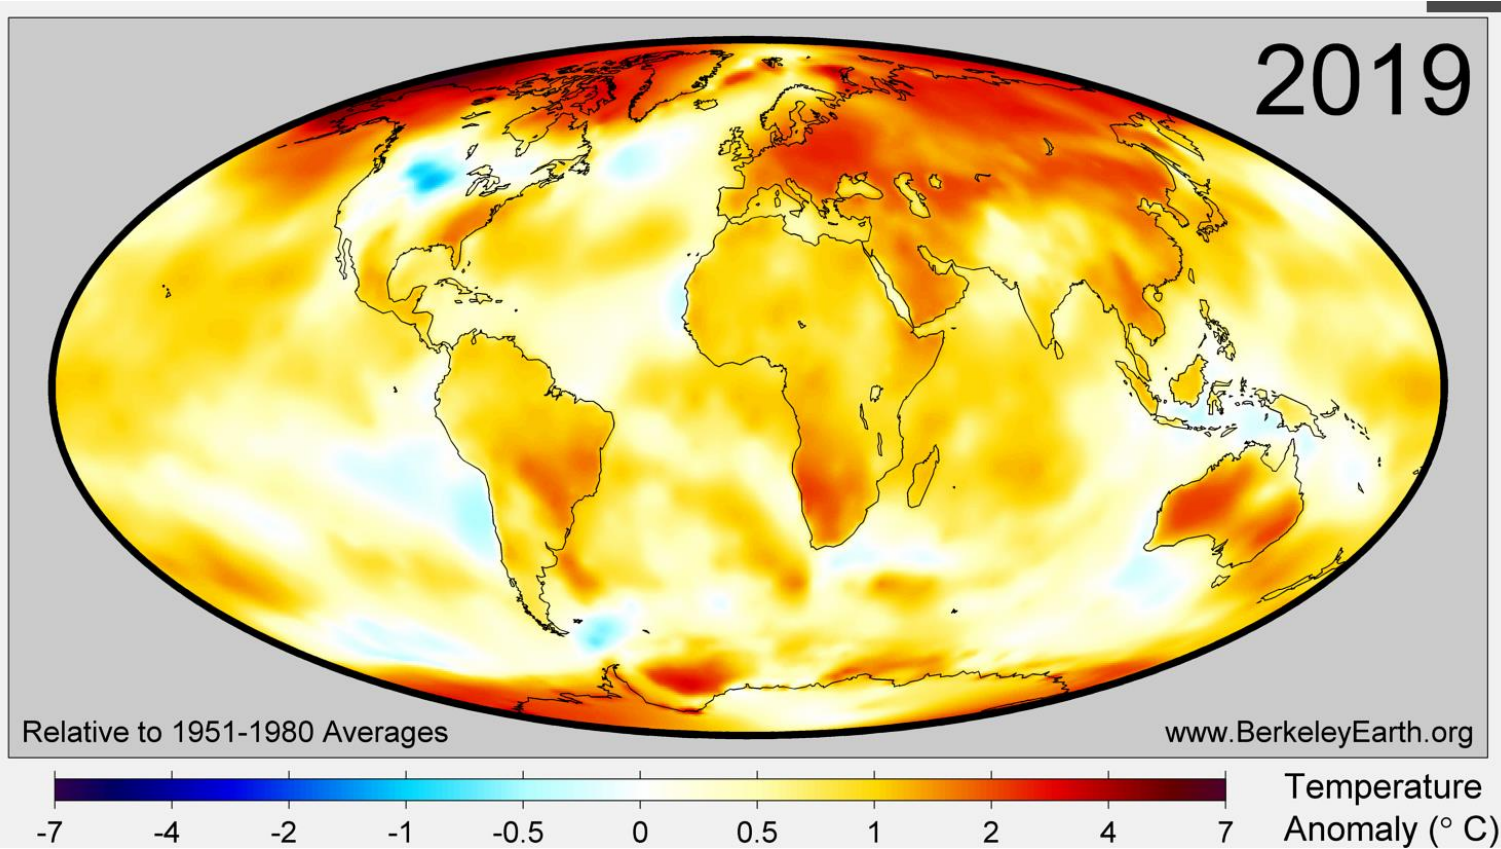 2019
Relative to 1951-1980 Averages
www.BerkeleyEarth.org
-7 -4 -2 -1 -0.5 0 0.5 1 2 4 7
Temperature
Anomaly (° C)